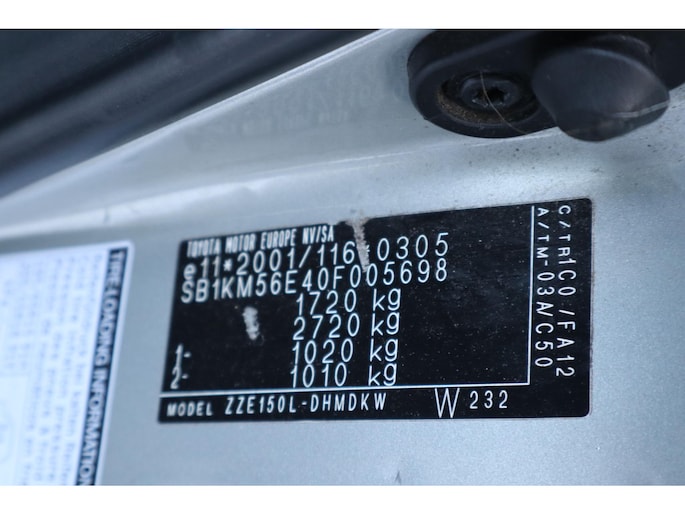 TOYOTA MOTOR EUROPE NV/SA
e11*2001/116*0305
SB1KM56E40F005698
1720 kg
2720 kg
1- 1020 kg
2- 1010 kg
MODEL ZZE150L-DHMDKW W 232
C/TR 1C0 /FA12
A/TM -03A/C50
TIRE LOADING INFORMATION